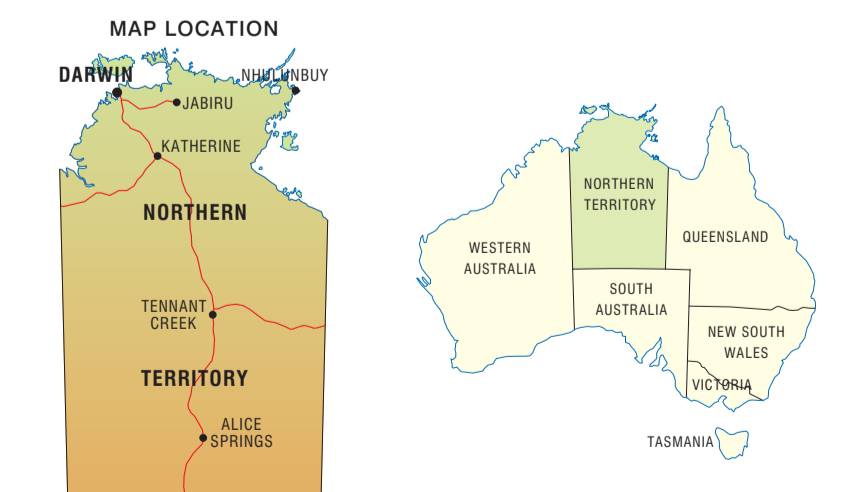 MAP LOCATION
DARWIN
NHULUNBUY
JABIRU
KATHERINE
NORTHERN
TENNANT
CREEK
TERRITORY
ALICE
SPRINGS
NORTHERN
TERRITORY
QUEENSLAND
WESTERN
AUSTRALIA
SOUTH
AUSTRALIA
NEW SOUTH
WALES
VICTORIA
TASMANIA